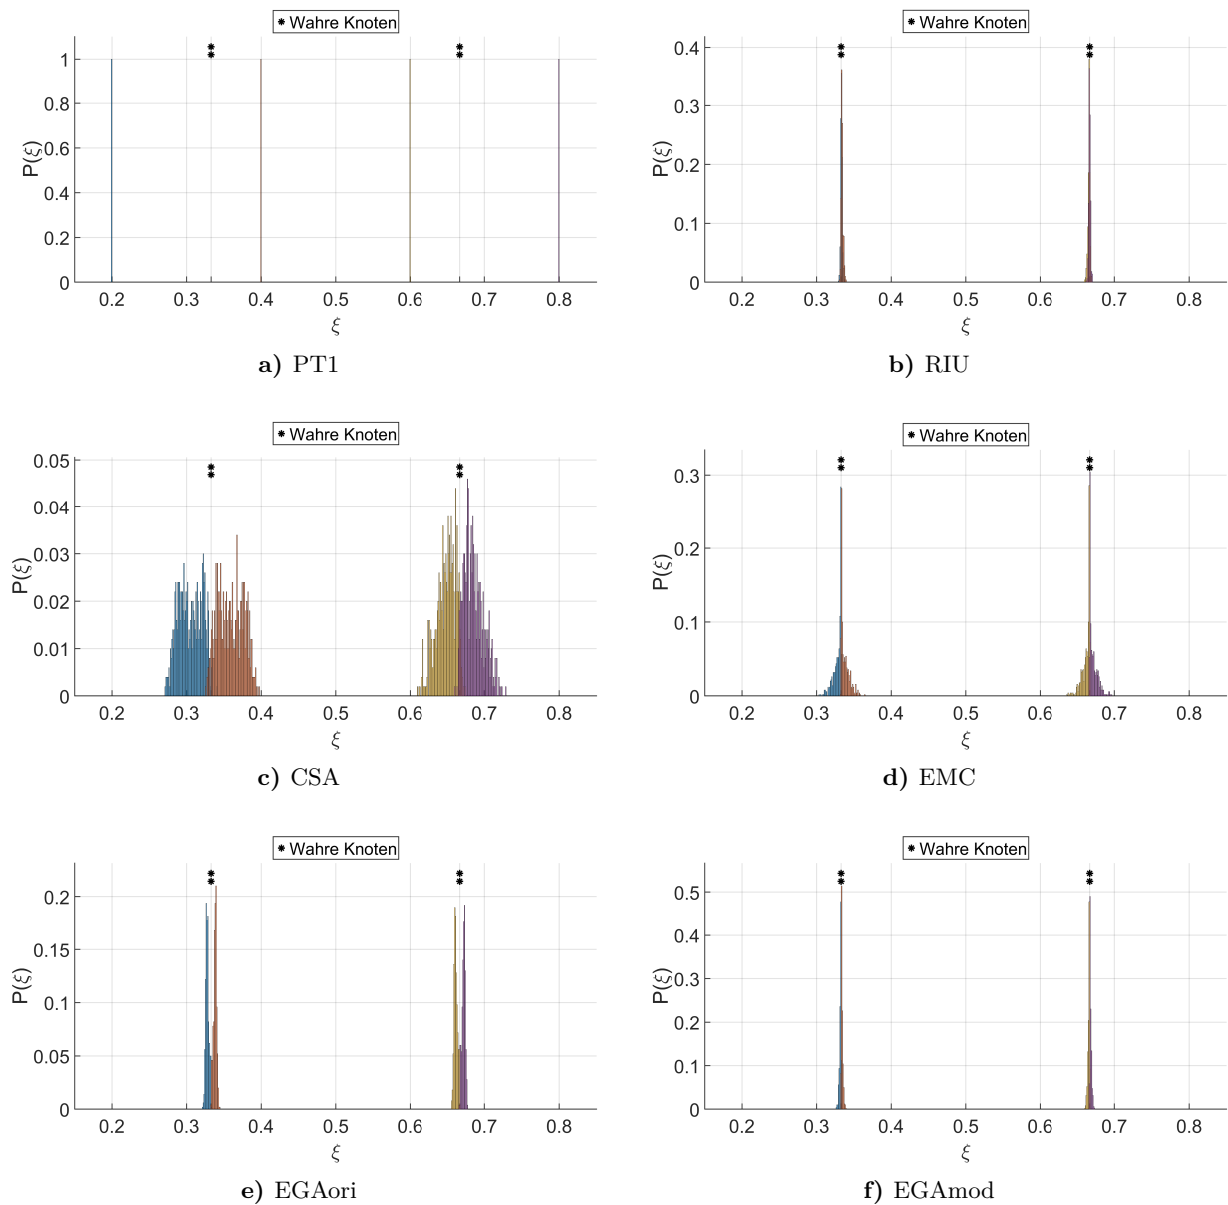 Wahre Knoten
1
0.8
0.6
0.4
0.2
0
P(ξ)
0.2 0.3 0.4 0.5 0.6 0.7 0.8
ξ
a) PT1
Wahre Knoten
0.4
0.3
0.2
0.1
0
P(ξ)
0.2 0.3 0.4 0.5 0.6 0.7 0.8
ξ
b) RIU
Wahre Knoten
0.05
0.04
0.03
0.02
0.01
0
P(ξ)
0.2 0.3 0.4 0.5 0.6 0.7 0.8
ξ
c) CSA
Wahre Knoten
0.3
0.2
0.1
0
P(ξ)
0.2 0.3 0.4 0.5 0.6 0.7 0.8
ξ
d) EMC
Wahre Knoten
0.2
0.15
0.1
0.05
0
P(ξ)
0.2 0.3 0.4 0.5 0.6 0.7 0.8
ξ
e) EGAori
Wahre Knoten
0.5
0.4
0.3
0.2
0.1
0
P(ξ)
0.2 0.3 0.4 0.5 0.6 0.7 0.8
ξ
f) EGAmod